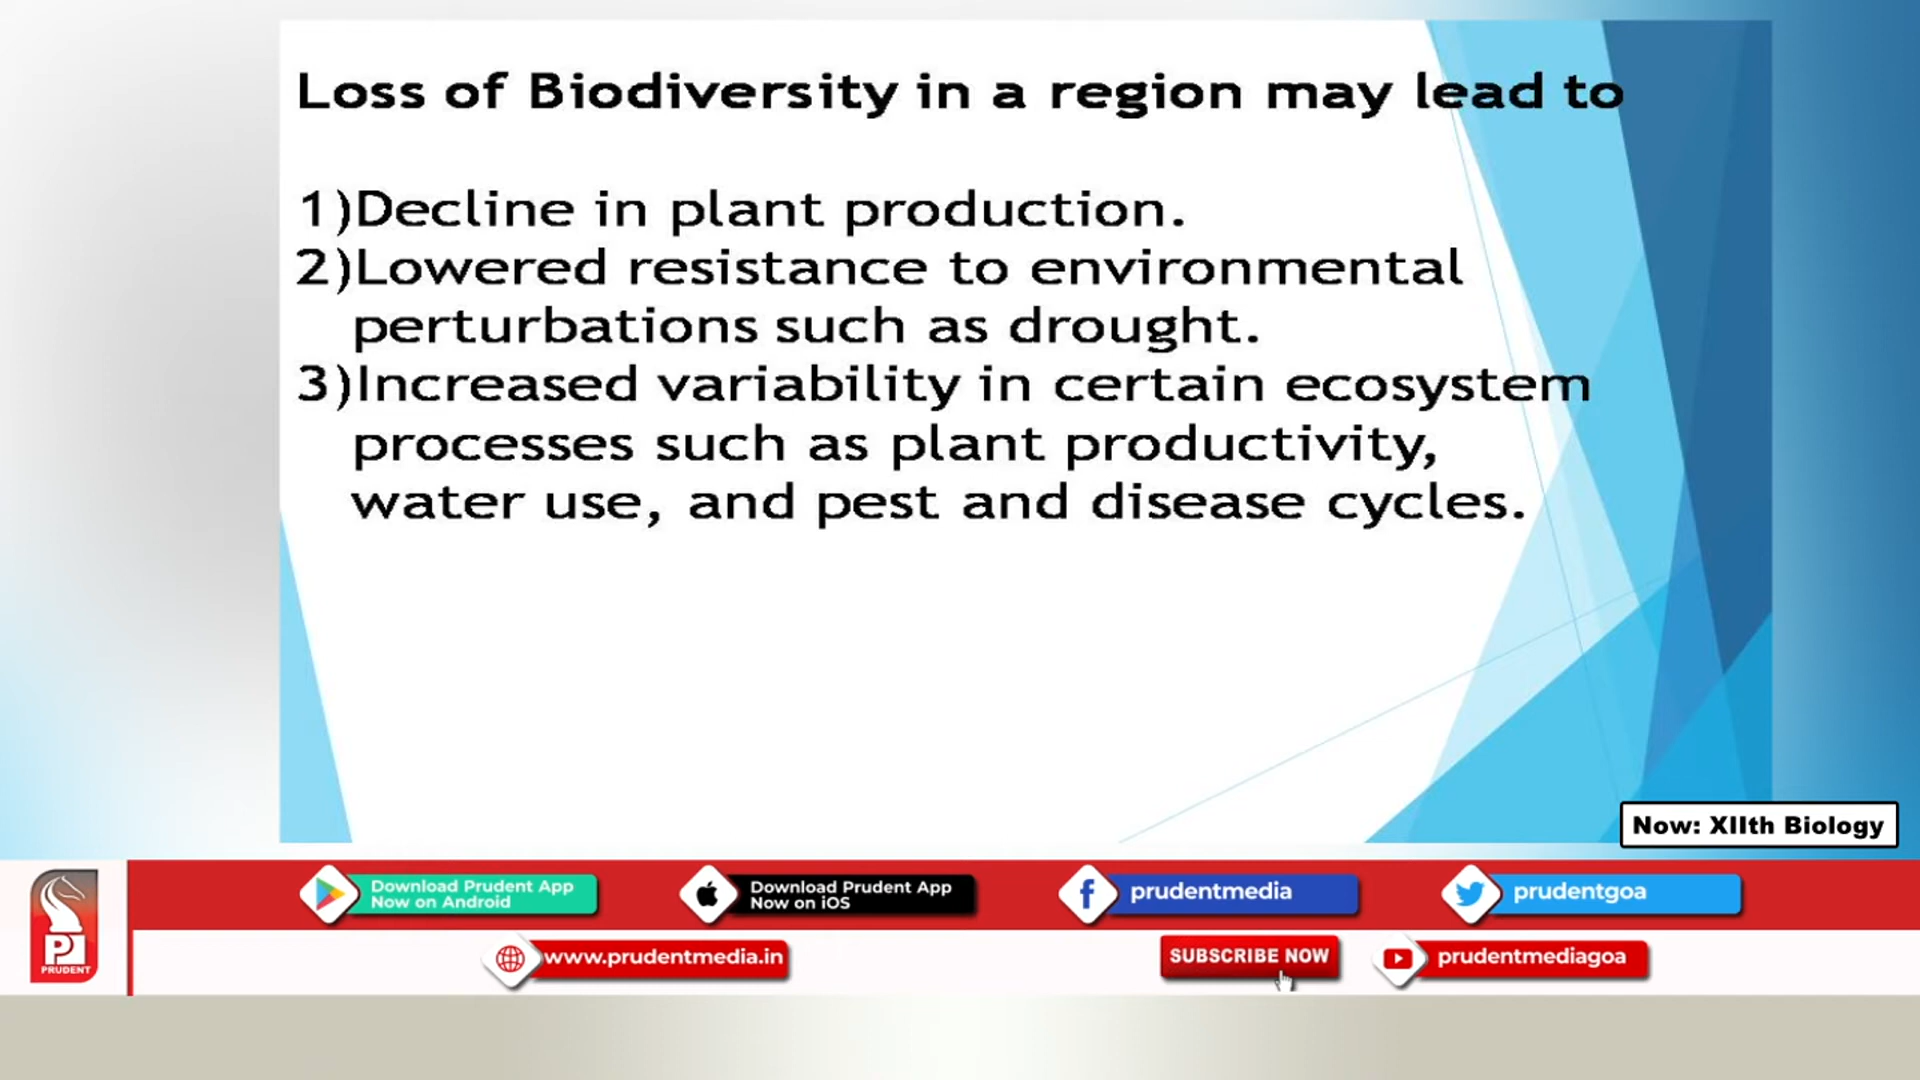 Loss of Biodiversity in a region may lead to
1)Decline in plant production.
2)Lowered resistance to environmental
perturbations such as drought.
3)Increased variability in certain ecosystem
processes such as plant productivity,
water use, and pest and disease cycles.
Now: XIIth Biology
Download Prudent App
Now on Android
Download Prudent App
Now on iOS
prudentmedia
prudentgoa
PRUDENT
www.prudentmedia.in
SUBSCRIBE NOW
prudentmediagoa